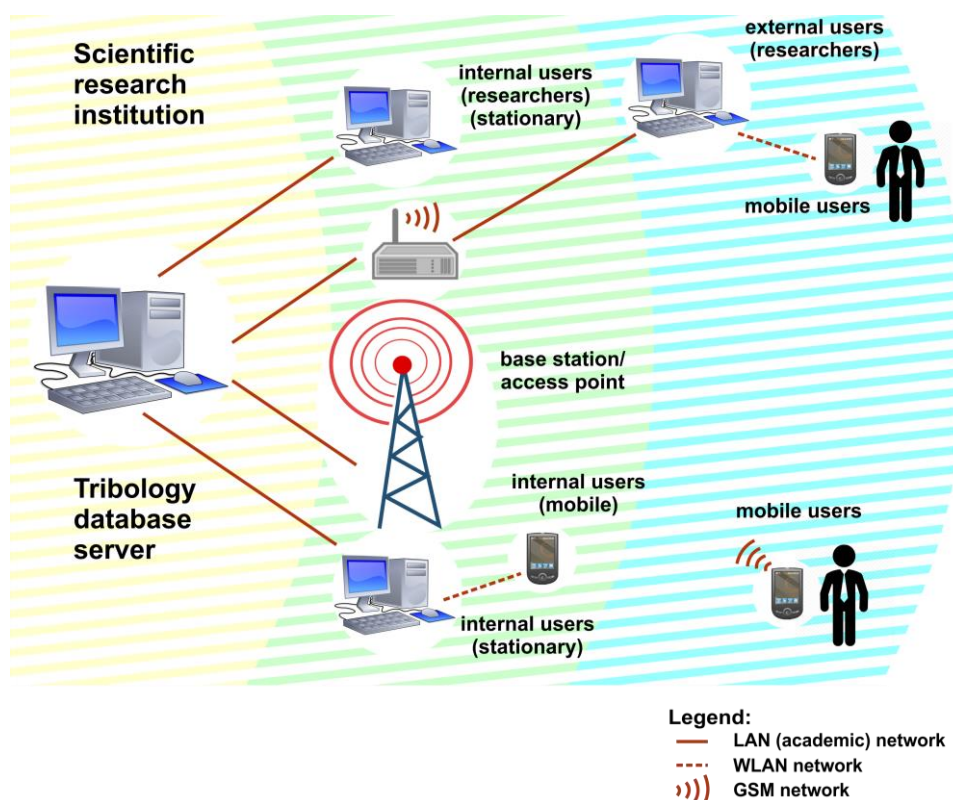 Scientific
research
institution
internal users
(researchers)
(stationary)
external users
(researchers)
mobile users
base station/
access point
Tribology
database
server
internal users
(mobile)
mobile users
internal users
(stationary)
Legend:
LAN (academic) network
WLAN network
GSM network